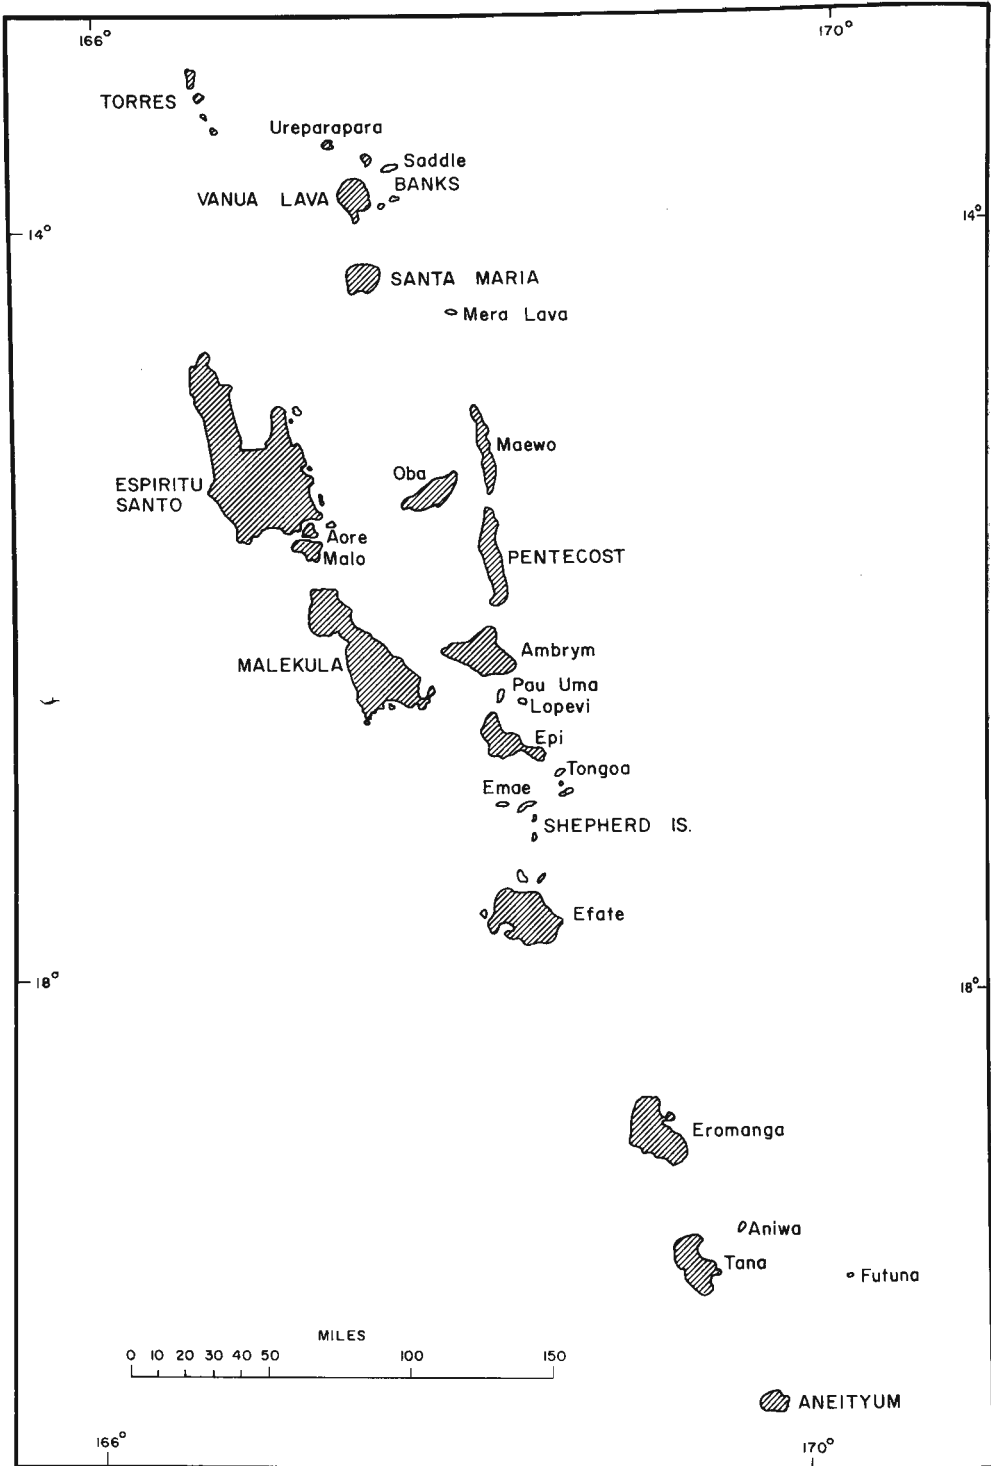 166°
170°
TORRES
Ureparapara
Saddle
BANKS
VANUA LAVA
14°
14°
SANTA MARIA
Mera Lava
Maewo
Oba
ESPIRITU
SANTO
Aore
Malo
PENTECOST
Ambrym
MALEKULA
Pau Uma
Lopevi
Epi
Tongoa
Emae
SHEPHERD IS.
Efate
18°
18°
Eromanga
Aniwa
Tana
Futuna
MILES
0 10 20 30 40 50 100 150
ANEITYUM
166°
170°